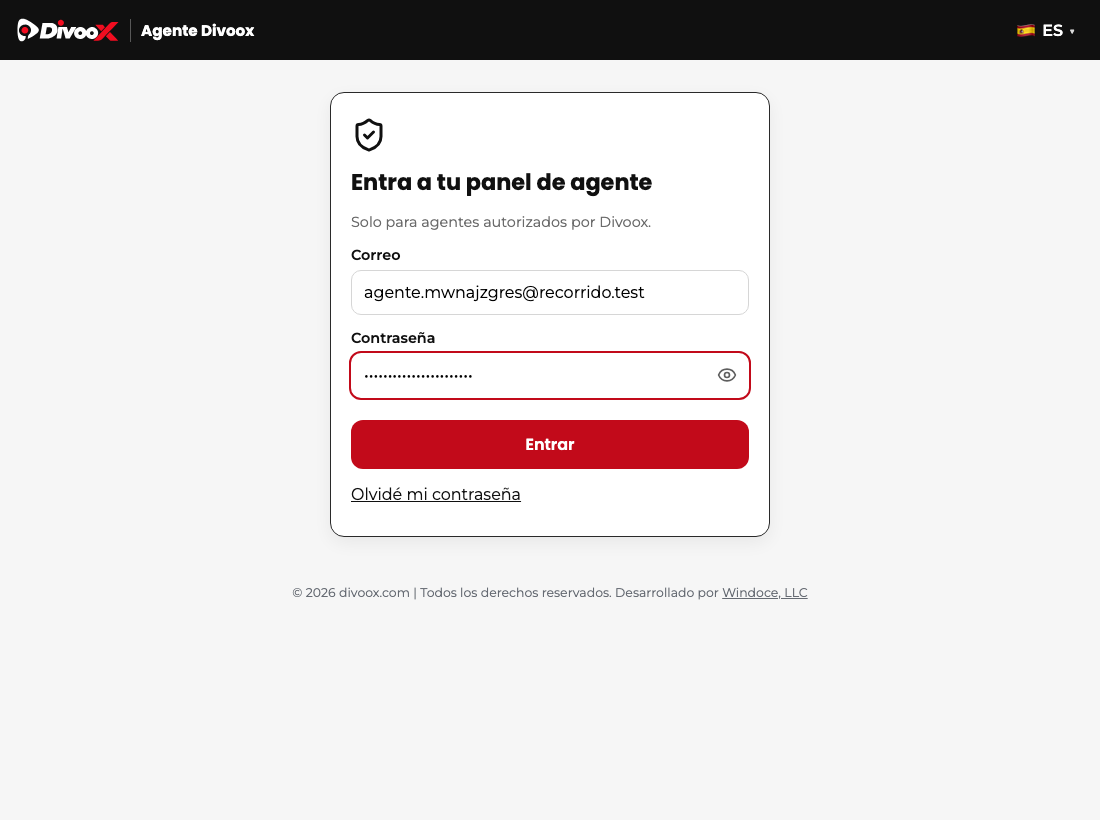 DivooX
Agente Divoox
ES
Entra a tu panel de agente
Solo para agentes autorizados por Divoox.
Correo
agente.mwnajzgres@recorrido.test
Contraseña
Entrar
Olvidé mi contraseña
© 2026 divoox.com | Todos los derechos reservados. Desarrollado por Windoce, LLC